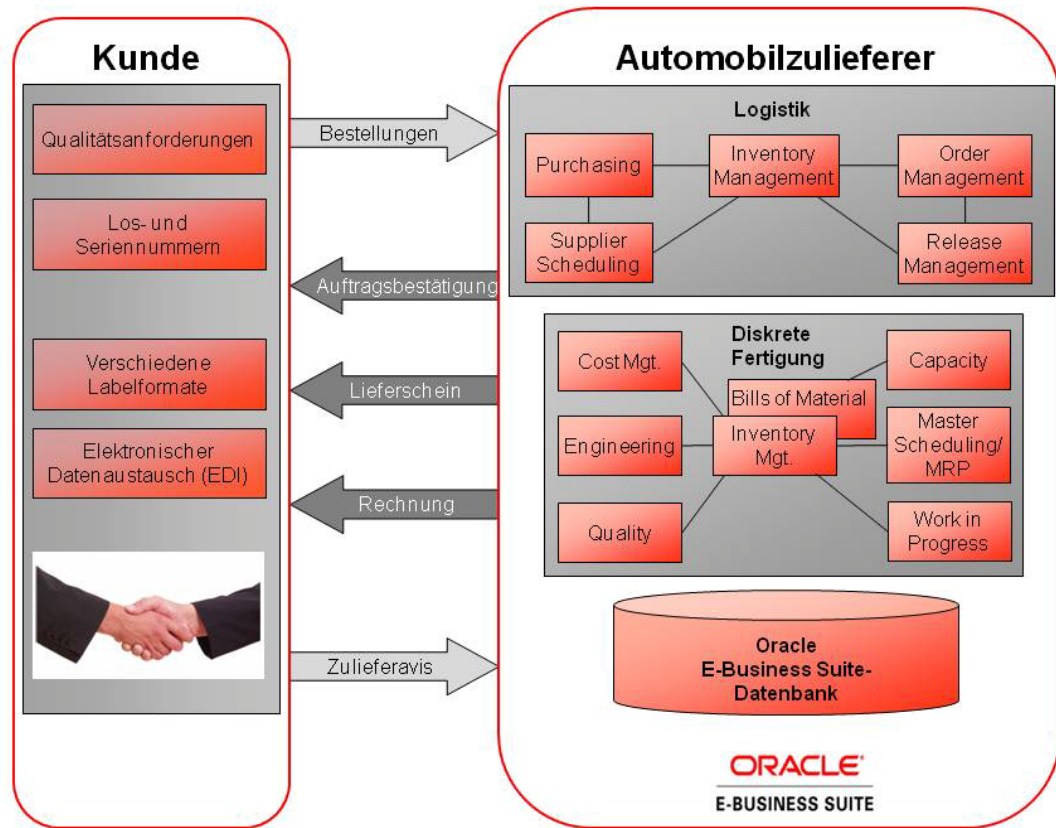 Kunde
Qualitätsanforderungen
Los- und
Seriennummern
Verschiedene
Labelformate
Elektronischer
Datenaustausch (EDI)
Bestellungen
Auftragsbestätigung
Lieferschein
Rechnung
Zulieferavis
Automobilzulieferer
Logistik
Purchasing
Inventory
Management
Order
Management
Supplier
Scheduling
Release
Management
Diskrete
Fertigung
Cost Mgt.
Capacity
Bills of Material
Engineering
Inventory
Mgt.
Master
Scheduling/
MRP
Quality
Work in
Progress
Oracle
E-Business Suite-
Datenbank
ORACLE®
E-BUSINESS SUITE